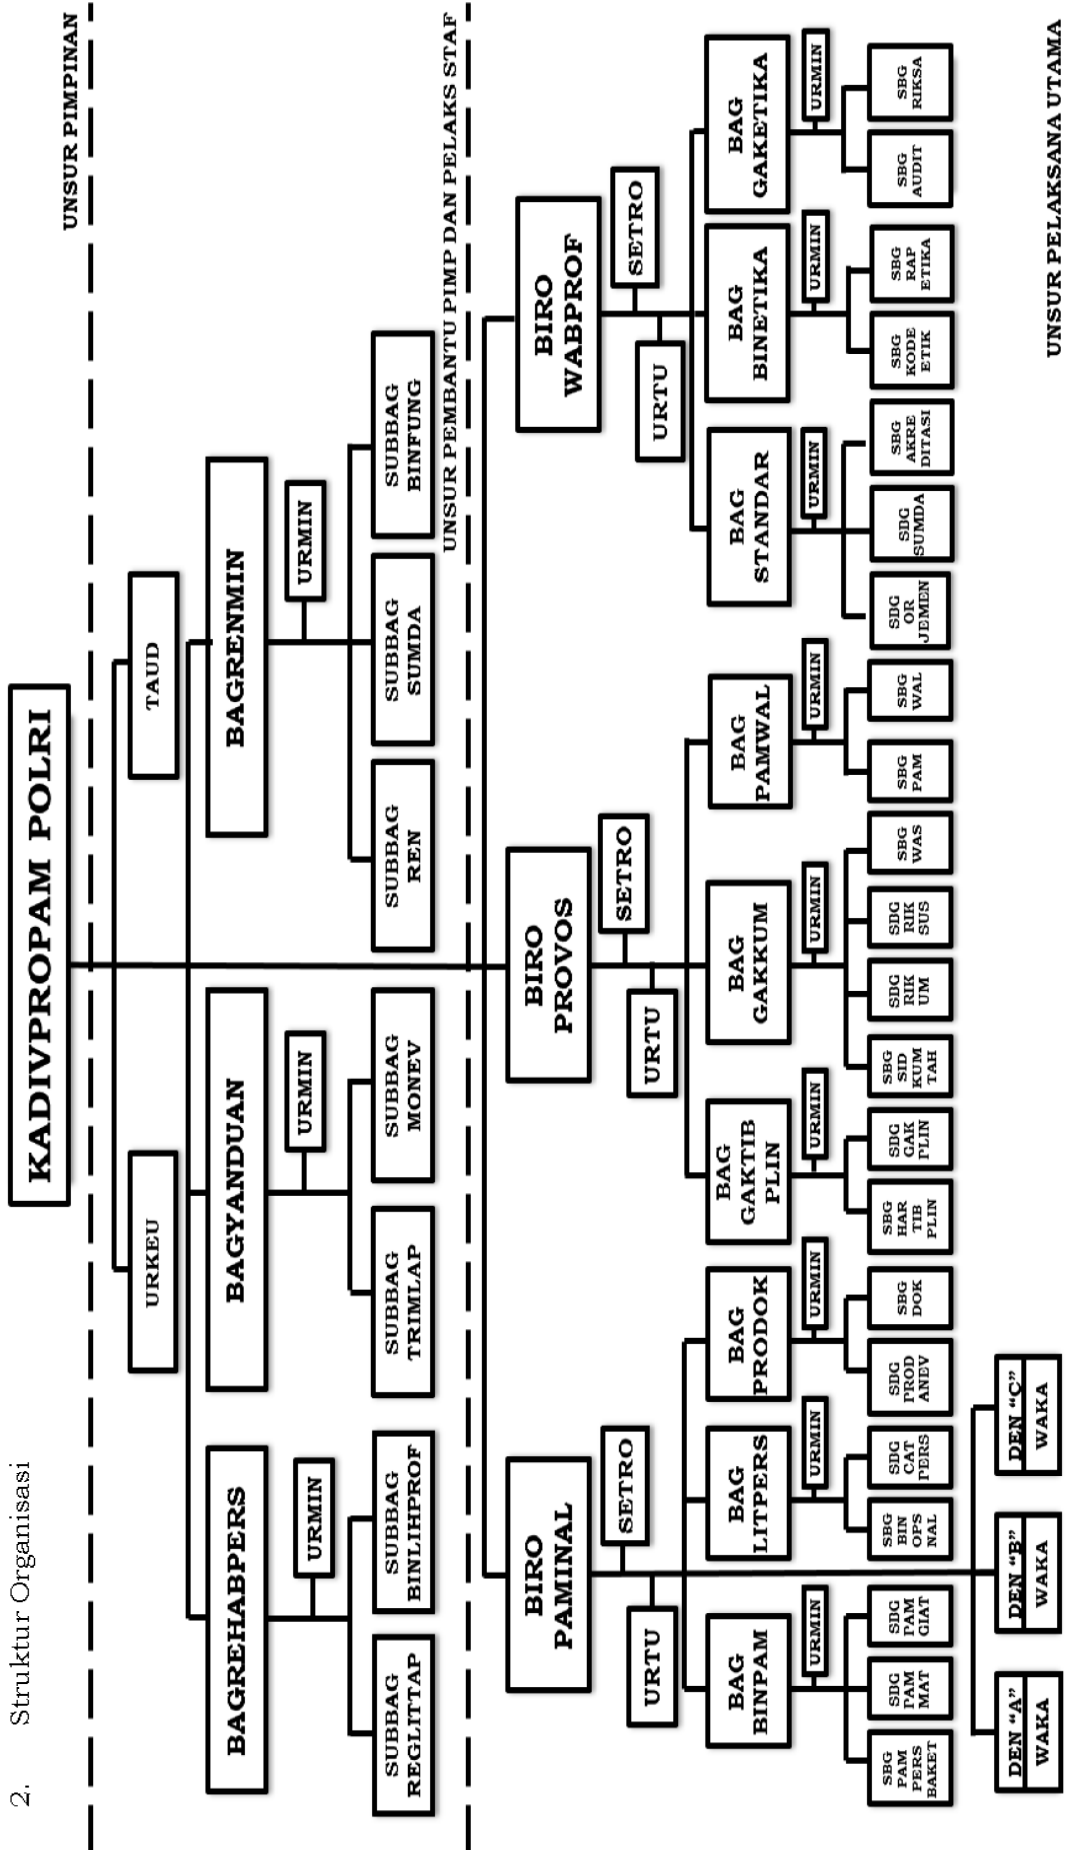 2. Struktur Organisasi
KADIVPROPAM POLRI
UNSUR PIMPINAN
URKEU
TAUD
BAGREHABPERS
BAGYANDUAN
BAGRENMIN
URMIN
URMIN
URMIN
SUBBAG
REGLITTAP
SUBBAG
BINLIHPROF
SUBBAG
TRIMLAP
SUBBAG
MONEV
SUBBAG
REN
SUBBAG
SUMDA
SUBBAG
BINFUNG
UNSUR PEMBANTU PIMP DAN PELAKS STAF
BIRO
PAMINAL
BIRO
PROVOS
BIRO
WABPROF
SETRO
SETRO
SETRO
URTU
URTU
URTU
BAG
BINPAM
BAG
LITPERS
BAG
PRODOK
BAG
GAKTIB
PLIN
BAG
GAKKUM
BAG
PAMWAL
BAG
STANDAR
BAG
BINETIKA
BAG
GAKETIKA
URMIN
URMIN
URMIN
URMIN
URMIN
URMIN
URMIN
URMIN
URMIN
SBG
PAM
PERS
BAKET
SBG
PAM
MAT
SBG
PAM
GIAT
SBG
BIN
OPS
NAL
SBG
CAT
PERS
SBG
PROD
ANEV
SBG
DOK
SBG
HAR
TIB
PLIN
SBG
GAK
PLIN
SBG
SID
KUM
TAH
SBG
RIK
UM
SBG
RIK
SUS
SBG
WAS
SBG
PAM
SBG
WAL
SBG
OR
JEMEN
SBG
SUMDA
SBG
AKRE
DITASI
SBG
KODE
ETIK
SBG
RAP
ETIKA
SBG
AUDIT
SBG
RIKSA
DEN “A”
WAKA
DEN “B”
WAKA
DEN “C”
WAKA
UNSUR PELAKSANA UTAMA